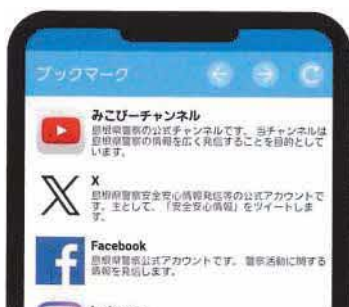 ブックマーク
みこぴーチャンネル
島根県警察の公式チャンネルです。当チャンネルは
島根県警察の情報を広く発信することを目的として
います。
X
島根県警察安全安心情報発信等の公式アカウントで
す。主として、「安全安心情報」をツイートしま
す。
Facebook
島根県警察公式アカウントです。警察活動に関する
情報を発信します。